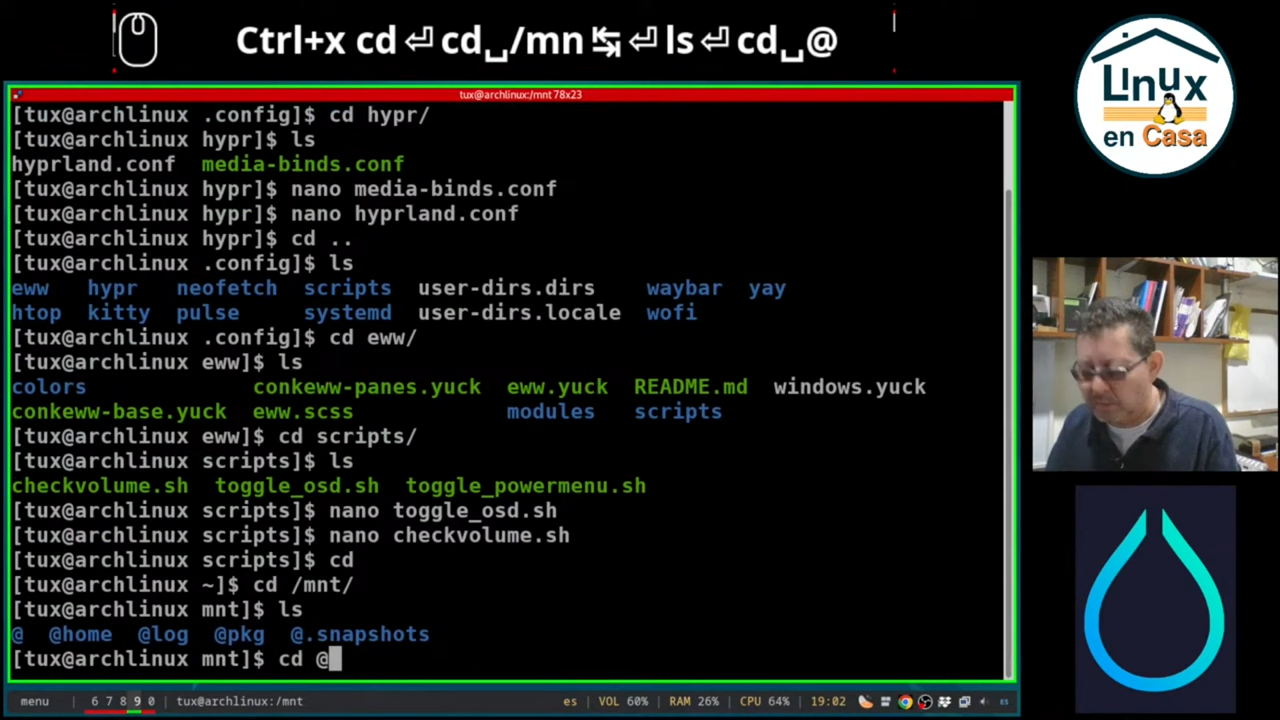 Ctrl+x cd⏎cd␣/mn↹⏎ls⏎cd␣@
Linux
en Casa
tux@archlinux:/mnt 78x23
[tux@archlinux .config]$ cd hypr/
[tux@archlinux hypr]$ ls
hyprland.conf media-binds.conf
[tux@archlinux hypr]$ nano media-binds.conf
[tux@archlinux hypr]$ nano hyprland.conf
[tux@archlinux hypr]$ cd ..
[tux@archlinux .config]$ ls
eww hypr neofetch scripts user-dirs.dirs waybar yay
htop kitty pulse systemd user-dirs.locale wofi
[tux@archlinux .config]$ cd eww/
[tux@archlinux eww]$ ls
colors conkeww-panes.yuck eww.yuck README.md windows.yuck
conkeww-base.yuck eww.scss modules scripts
[tux@archlinux eww]$ cd scripts/
[tux@archlinux scripts]$ ls
checkvolume.sh toggle_osd.sh toggle_powermenu.sh
[tux@archlinux scripts]$ nano toggle_osd.sh
[tux@archlinux scripts]$ nano checkvolume.sh
[tux@archlinux scripts]$ cd
[tux@archlinux ~]$ cd /mnt/
[tux@archlinux mnt]$ ls
@ @home @log @pkg @.snapshots
[tux@archlinux mnt]$ cd @
menu 6 7 8 9 0 tux@archlinux:/mnt es VOL 60% RAM 26% CPU 64% 19:02 ES